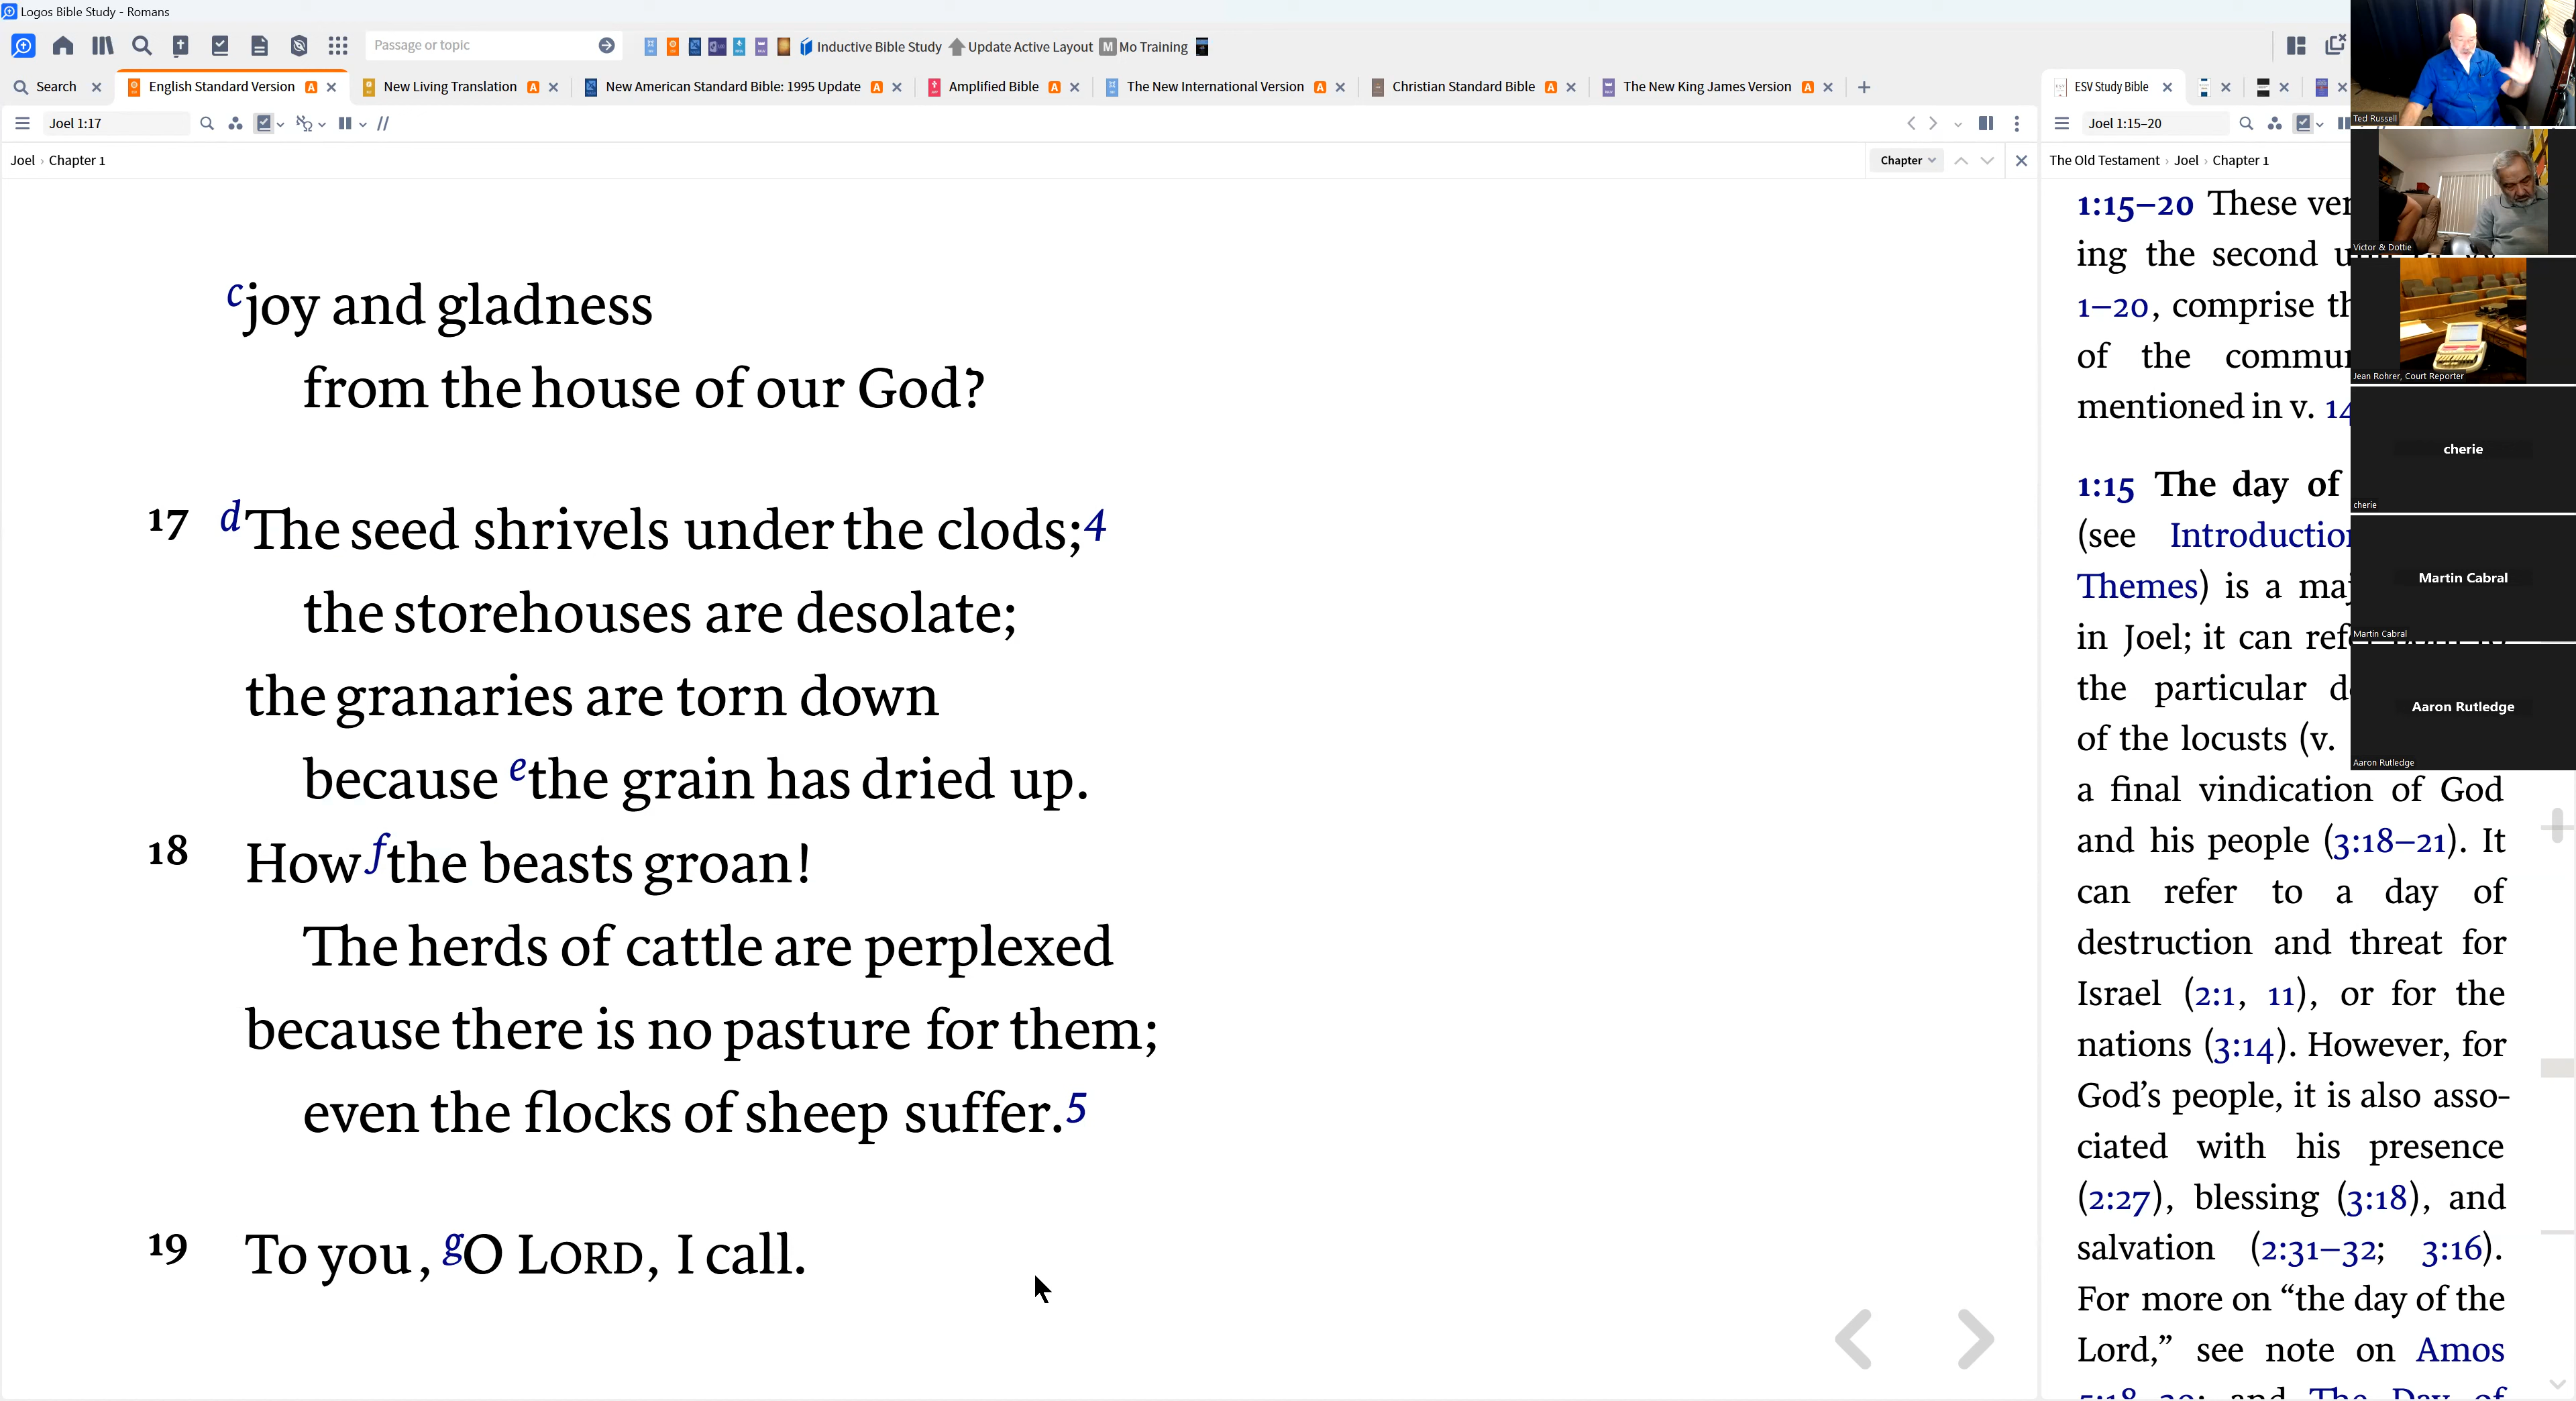 Logos Bible Study - Romans
Passage or topic
Inductive Bible Study
Update Active Layout
M Mo Training
Search
English Standard Version A
New Living Translation A
New American Standard Bible: 1995 Update A
Amplified Bible A
The New International Version A
Christian Standard Bible A
The New King James Version A
ESV Study Bible
Joel 1:17
Joel 1:15–20
Joel › Chapter 1
Chapter
The Old Testament › Joel › Chapter 1
c joy and gladness
from the house of our God?
17 d The seed shrivels under the clods;4
the storehouses are desolate;
the granaries are torn down
because e the grain has dried up.
18 How f the beasts groan!
The herds of cattle are perplexed
because there is no pasture for them;
even the flocks of sheep suffer.5
19 To you, g O LORD, I call.
1:15–20 These
ing the second
1–20, comprise
of the
mentioned in v. 14
1:15 The day of
(see Introduction
Themes) is a
in Joel; it can
the particular
of the locusts (v.
a final vindication of God
and his people (3:18–21). It
can refer to a day of
destruction and threat for
Israel (2:1, 11), or for the
nations (3:14). However, for
God’s people, it is also asso-
ciated with his presence
(2:27), blessing (3:18), and
salvation (2:31–32; 3:16).
For more on “the day of the
Lord,” see note on Amos
5:18–20; and The Day of
Ted Russell
Victor & Dottie
Jean Rohrer, Court Reporter
cherie
cherie
Martin Cabral
Martin Cabral
Aaron Rutledge
Aaron Rutledge